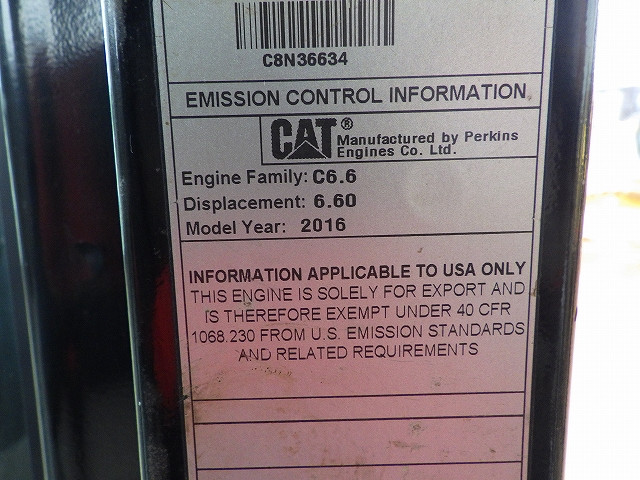 C8N36634
EMISSION CONTROL INFORMATION
CAT® Manufactured by Perkins
Engines Co. Ltd.
Engine Family: C6.6
Displacement: 6.60
Model Year: 2016
INFORMATION APPLICABLE TO USA ONLY
THIS ENGINE IS SOLELY FOR EXPORT AND
IS THEREFORE EXEMPT UNDER 40 CFR
1068.230 FROM U.S. EMISSION STANDARDS
AND RELATED REQUIREMENTS